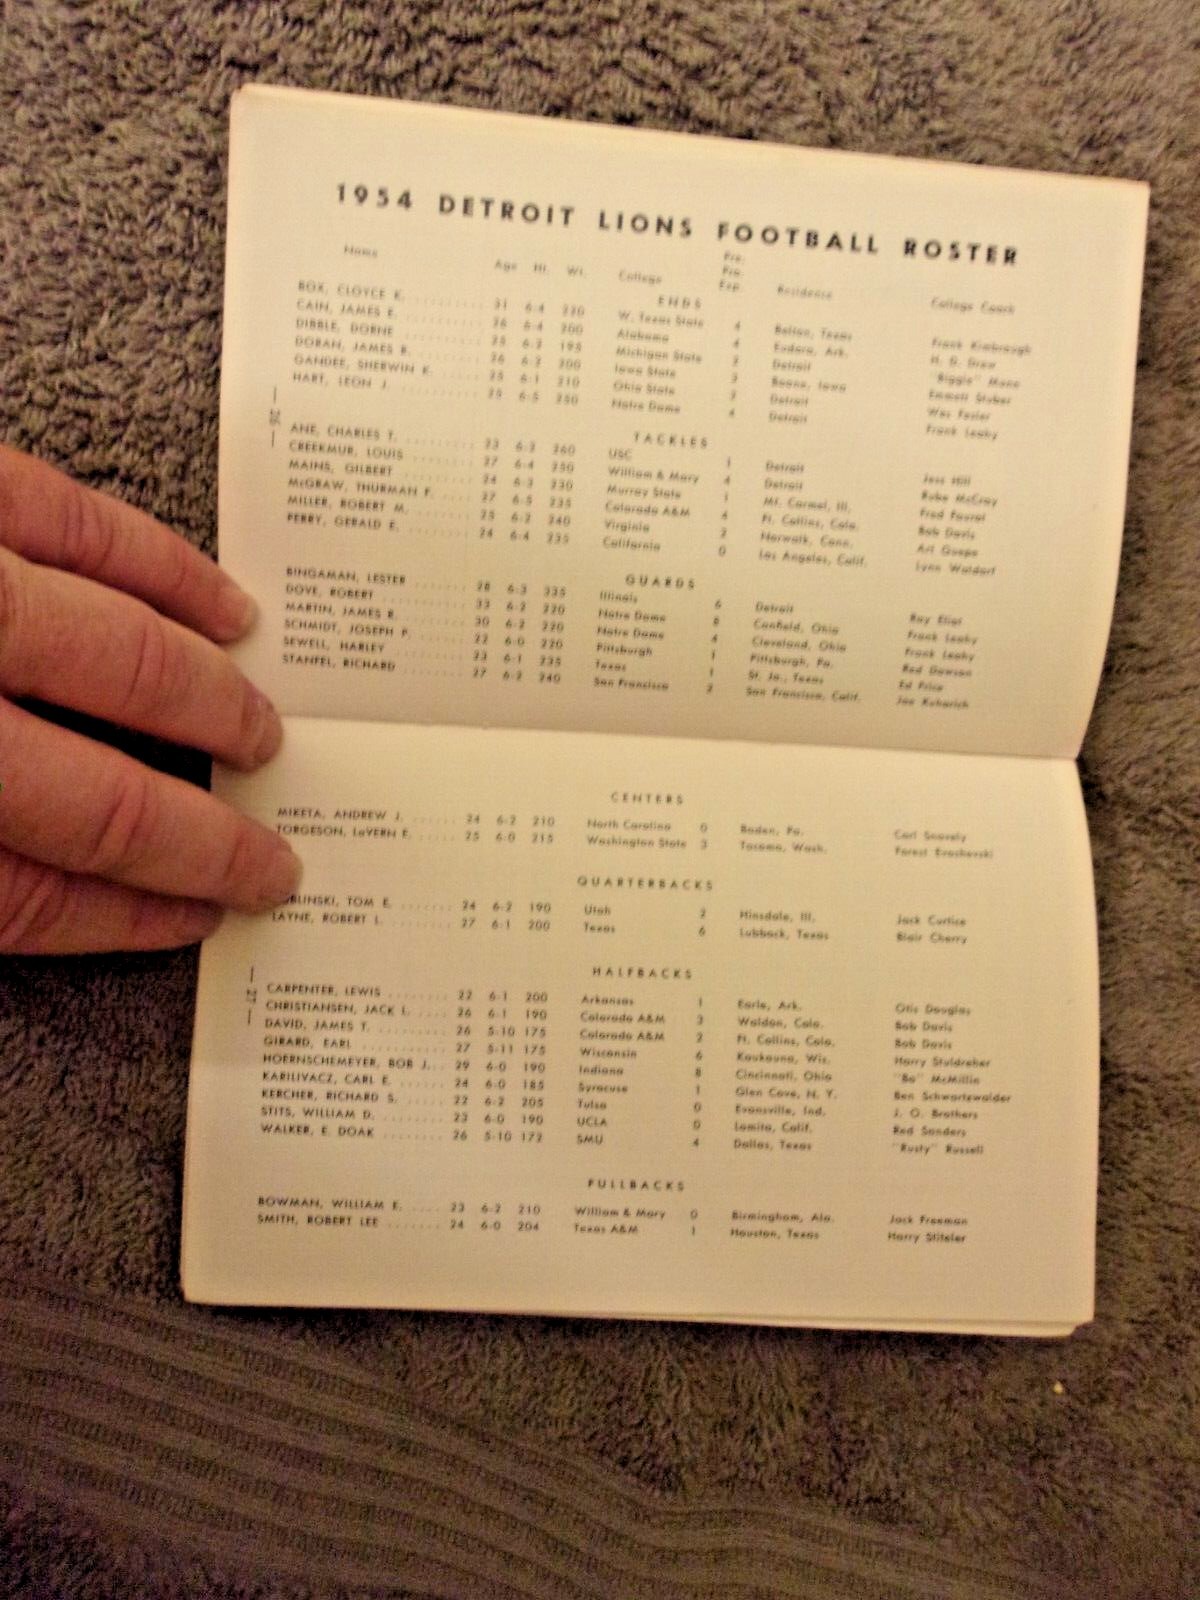 1954 DETROIT LIONS FOOTBALL ROSTER
Name Age Ht. Wt. College Pre. Pro. Exp. Residence College Coach
ENDS
BOX, CLOYCE K. .......... 31 6-4 220 W. Texas State 4 Belton, Texas Frank Kimbrough
CAIN, JAMES E. .......... 26 6-4 200 Alabama 4 Eudora, Ark. H. D. Drew
DIBBLE, DORNE .......... 25 6-2 195 Michigan State 2 Detroit "Biggie" Munn
DORAN, JAMES R. .......... 26 6-2 200 Iowa State 3 Boone, Iowa Emmett Stuber
GANDEE, SHERWIN K. ....... 25 6-1 210 Ohio State 2 Detroit Wes Fesler
HART, LEON J. .......... 25 6-5 250 Notre Dame 4 Detroit Frank Leahy
— 26 —
TACKLES
ANE, CHARLES T. ......... 23 6-2 260 USC 1 Detroit Jess Hill
CREEKMUR, LOUIS ........ 27 6-4 250 William & Mary 4 Detroit Rube McCray
MAINS, GILBERT .......... 24 6-3 230 Murray State 1 Mt. Carmel, Ill. Fred Faurot
McGRAW, THURMAN F. ...... 27 6-5 235 Colorado A&M 4 Ft. Collins, Colo. Bob Davis
MILLER, ROBERT M. ........ 25 6-2 240 Virginia 2 Norwalk, Conn. Art Guepe
PERRY, GERALD E. ......... 24 6-4 235 California 0 Los Angeles, Calif. Lynn Waldorf
GUARDS
BINGAMAN, LESTER ........ 28 6-3 335 Illinois 6 Detroit Ray Eliot
DOVE, ROBERT .......... 33 6-2 220 Notre Dame 8 Canfield, Ohio Frank Leahy
MARTIN, JAMES R. ........ 30 6-2 220 Notre Dame 4 Cleveland, Ohio Frank Leahy
SCHMIDT, JOSEPH P. ....... 22 6-0 220 Pittsburgh 1 Pittsburgh, Pa. Red Dawson
SEWELL, HARLEY ......... 23 6-1 235 Texas 1 St. Jo., Texas Ed Price
STANFEL, RICHARD ........ 27 6-2 240 San Francisco 2 San Francisco, Calif. Joe Kuharich
CENTERS
MIKETA, ANDREW J. ...... 24 6-2 210 North Carolina 0 Baden, Pa. Carl Snavely
TORGESON, LaVERN E. ...... 25 6-0 215 Washington State 3 Tacoma, Wash. Forest Evashevski
QUARTERBACKS
BLINSKI, TOM E. ....... 24 6-2 190 Utah 2 Hinsdale, Ill. Jack Curtice
LAYNE, ROBERT L. ........ 27 6-1 200 Texas 6 Lubbock, Texas Blair Cherry
HALFBACKS
— 27 —
CARPENTER, LEWIS ........ 22 6-1 200 Arkansas 1 Earle, Ark. Otis Douglas
CHRISTIANSEN, JACK L. ..... 26 6-1 190 Colorado A&M 3 Waldon, Colo. Bob Davis
DAVID, JAMES T. ......... 26 5-10 175 Colorado A&M 2 Ft. Collins, Colo. Bob Davis
GIRARD, EARL .......... 27 5-11 175 Wisconsin 6 Kaukauna, Wis. Harry Stuldreher
HOERNSCHEMEYER, BOB J. .. 29 6-0 190 Indiana 8 Cincinnati, Ohio "Bo" McMillin
KARILIVACZ, CARL E. ...... 24 6-0 185 Syracuse 1 Glen Cove, N. Y. Ben Schwartzwalder
KERCHER, RICHARD S. ...... 22 6-2 205 Tulsa 0 Evansville, Ind. J. O. Brothers
STITS, WILLIAM D. ........ 23 6-0 190 UCLA 0 Lomita, Calif. Red Sanders
WALKER, E. DOAK ........ 26 5-10 172 SMU 4 Dallas, Texas "Rusty" Russell
FULLBACKS
BOWMAN, WILLIAM E. ..... 23 6-2 210 William & Mary 0 Birmingham, Ala. Jack Freeman
SMITH, ROBERT LEE ....... 24 6-0 204 Texas A&M 1 Houston, Texas Harry Stiteler